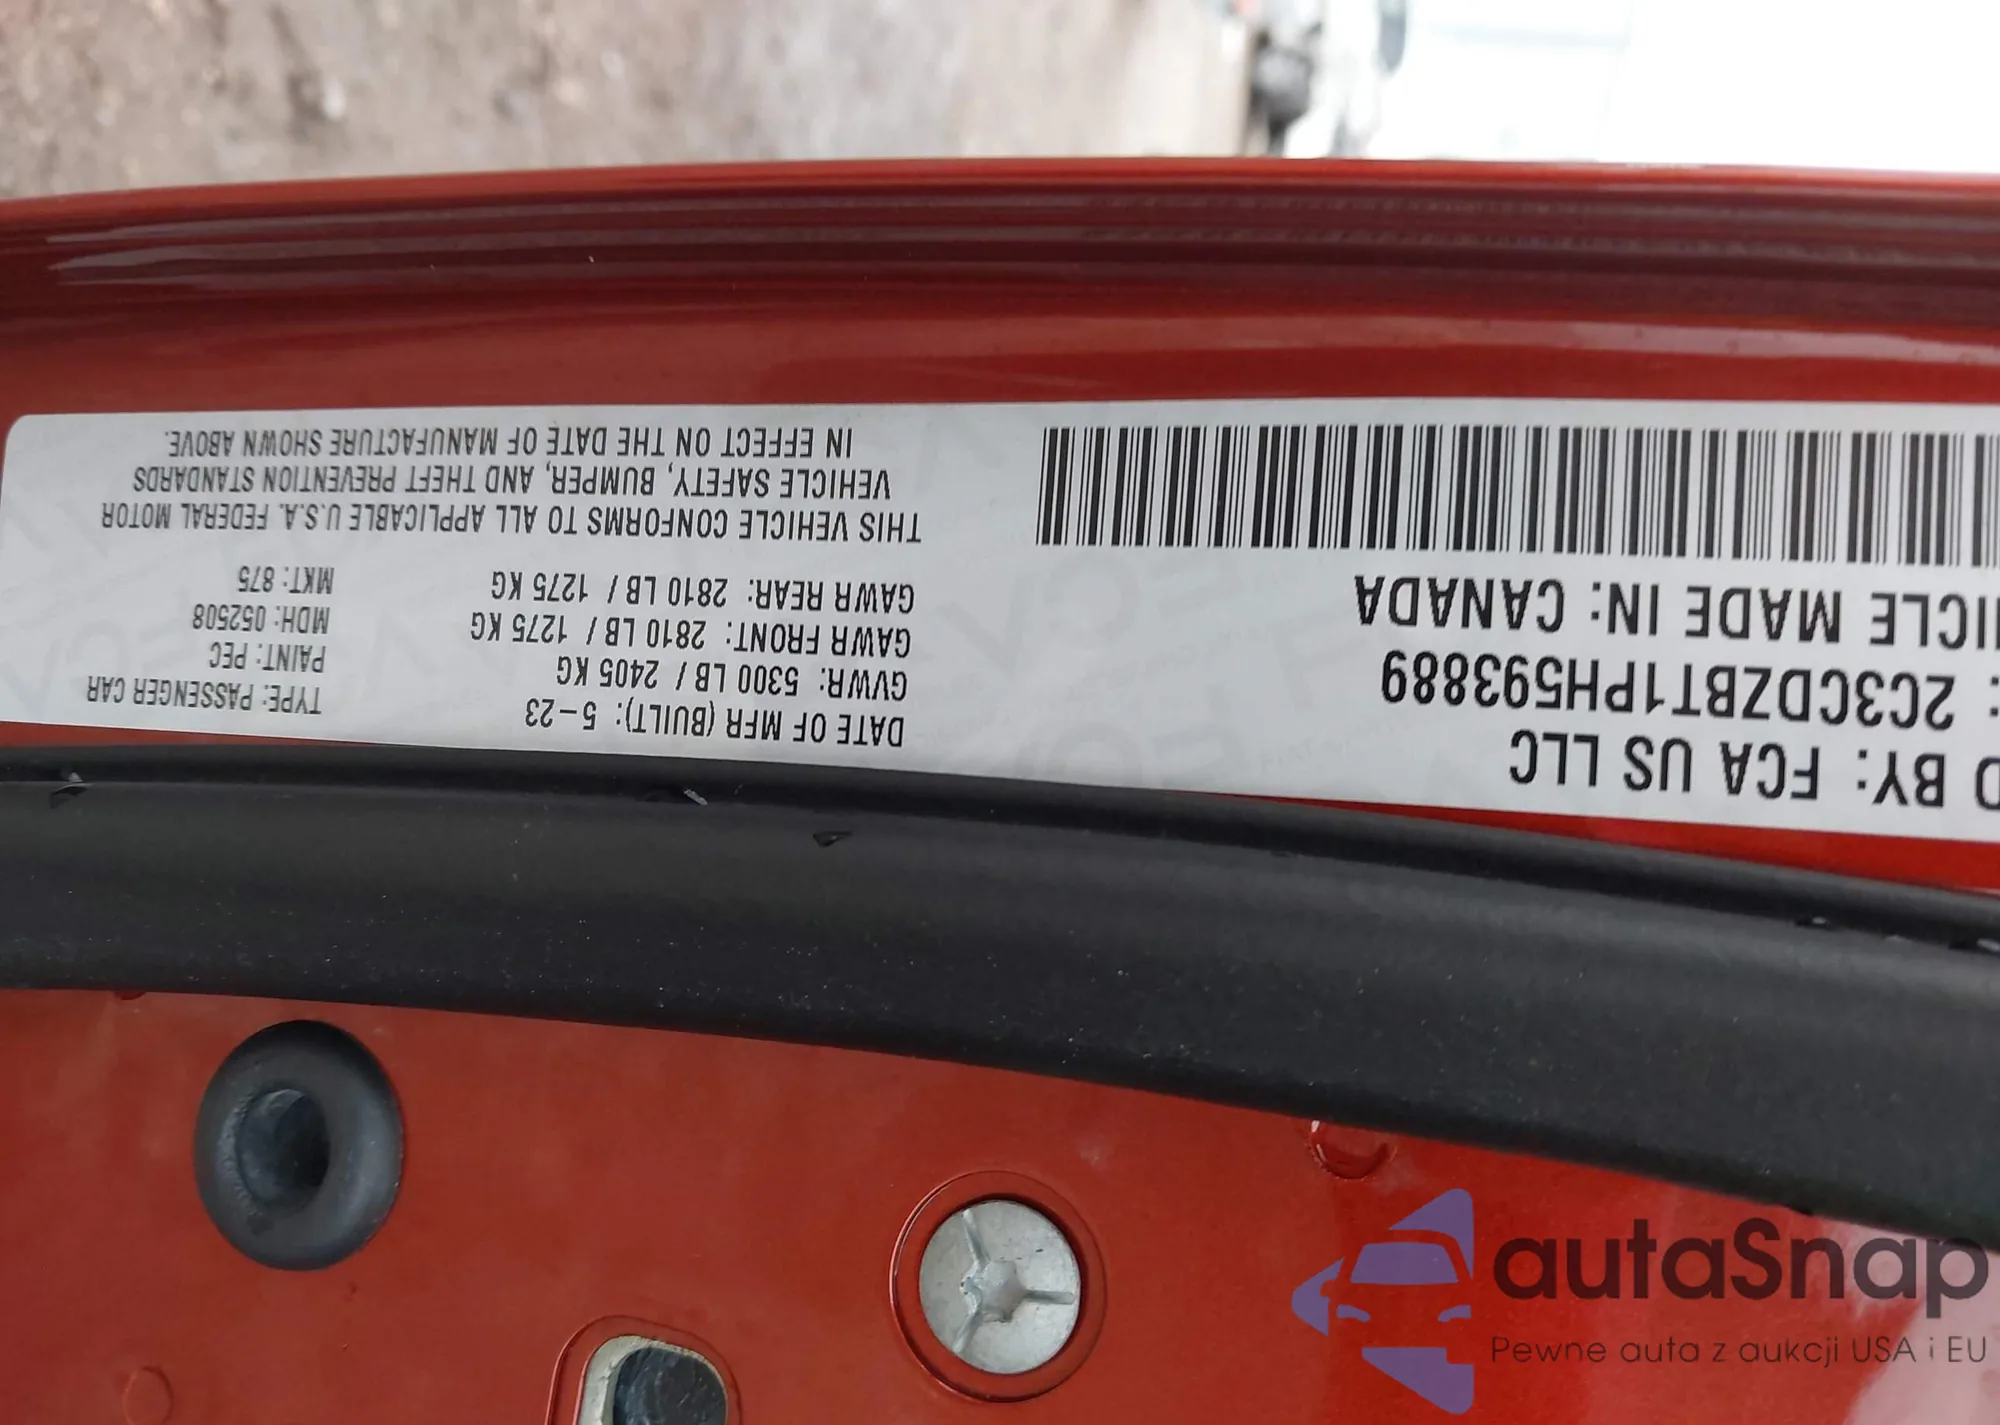 D BY: FCA US LLC
: 2C3CDZBT1PH593889
HICLE MADE IN: CANADA
DATE OF MFR (BUILT): 5-23
GVWR: 5300 LB / 2405 KG
GAWR FRONT: 2810 LB / 1275 KG
GAWR REAR: 2810 LB / 1275 KG
TYPE: PASSENGER CAR
PAINT: PEC
MDH: 052508
MKT: 875
THIS VEHICLE CONFORMS TO ALL APPLICABLE U.S.A. FEDERAL MOTOR
VEHICLE SAFETY, BUMPER, AND THEFT PREVENTION STANDARDS
IN EFFECT ON THE DATE OF MANUFACTURE SHOWN ABOVE.
autaSnap
Pewne auta z aukcji USA i EU